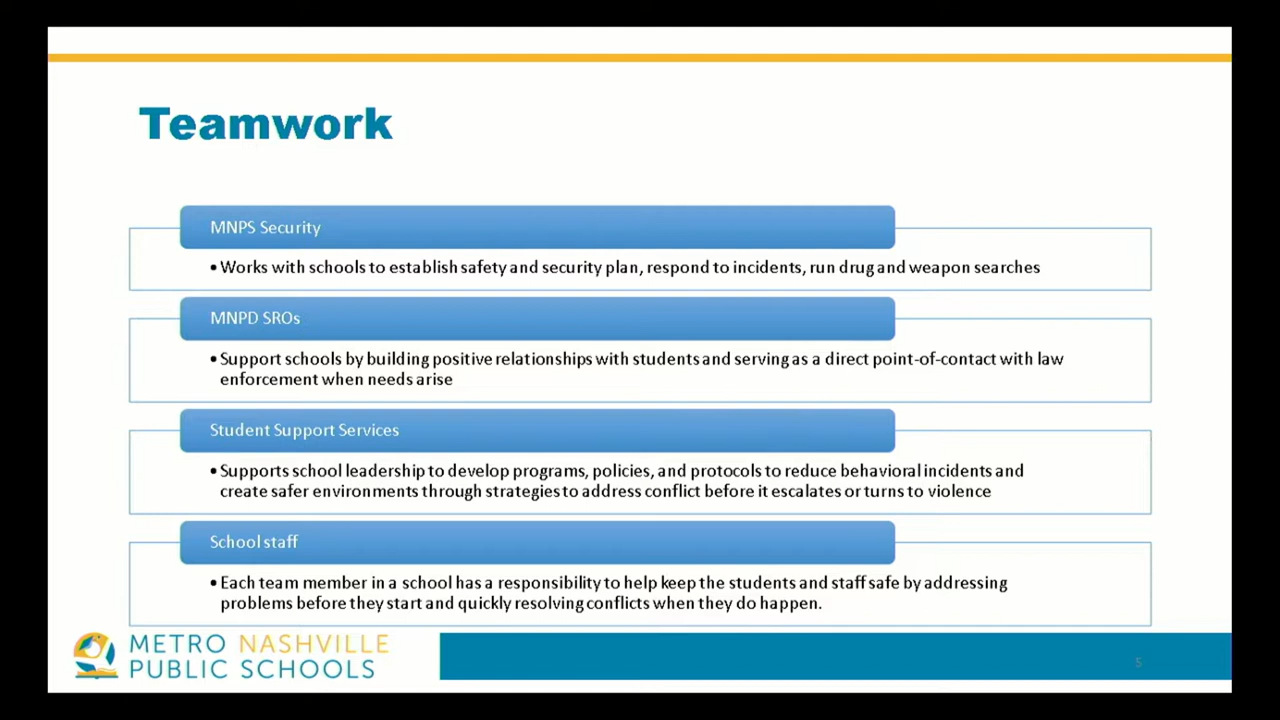 Teamwork
MNPS Security
•Works with schools to establish safety and security plan, respond to incidents, run drug and weapon searches
MNPD SROs
•Support schools by building positive relationships with students and serving as a direct point-of-contact with law
enforcement when needs arise
Student Support Services
•Supports school leadership to develop programs, policies, and protocols to reduce behavioral incidents and
create safer environments through strategies to address conflict before it escalates or turns to violence
School staff
•Each team member in a school has a responsibility to help keep the students and staff safe by addressing
problems before they start and quickly resolving conflicts when they do happen.
METRO NASHVILLE
PUBLIC SCHOOLS
5